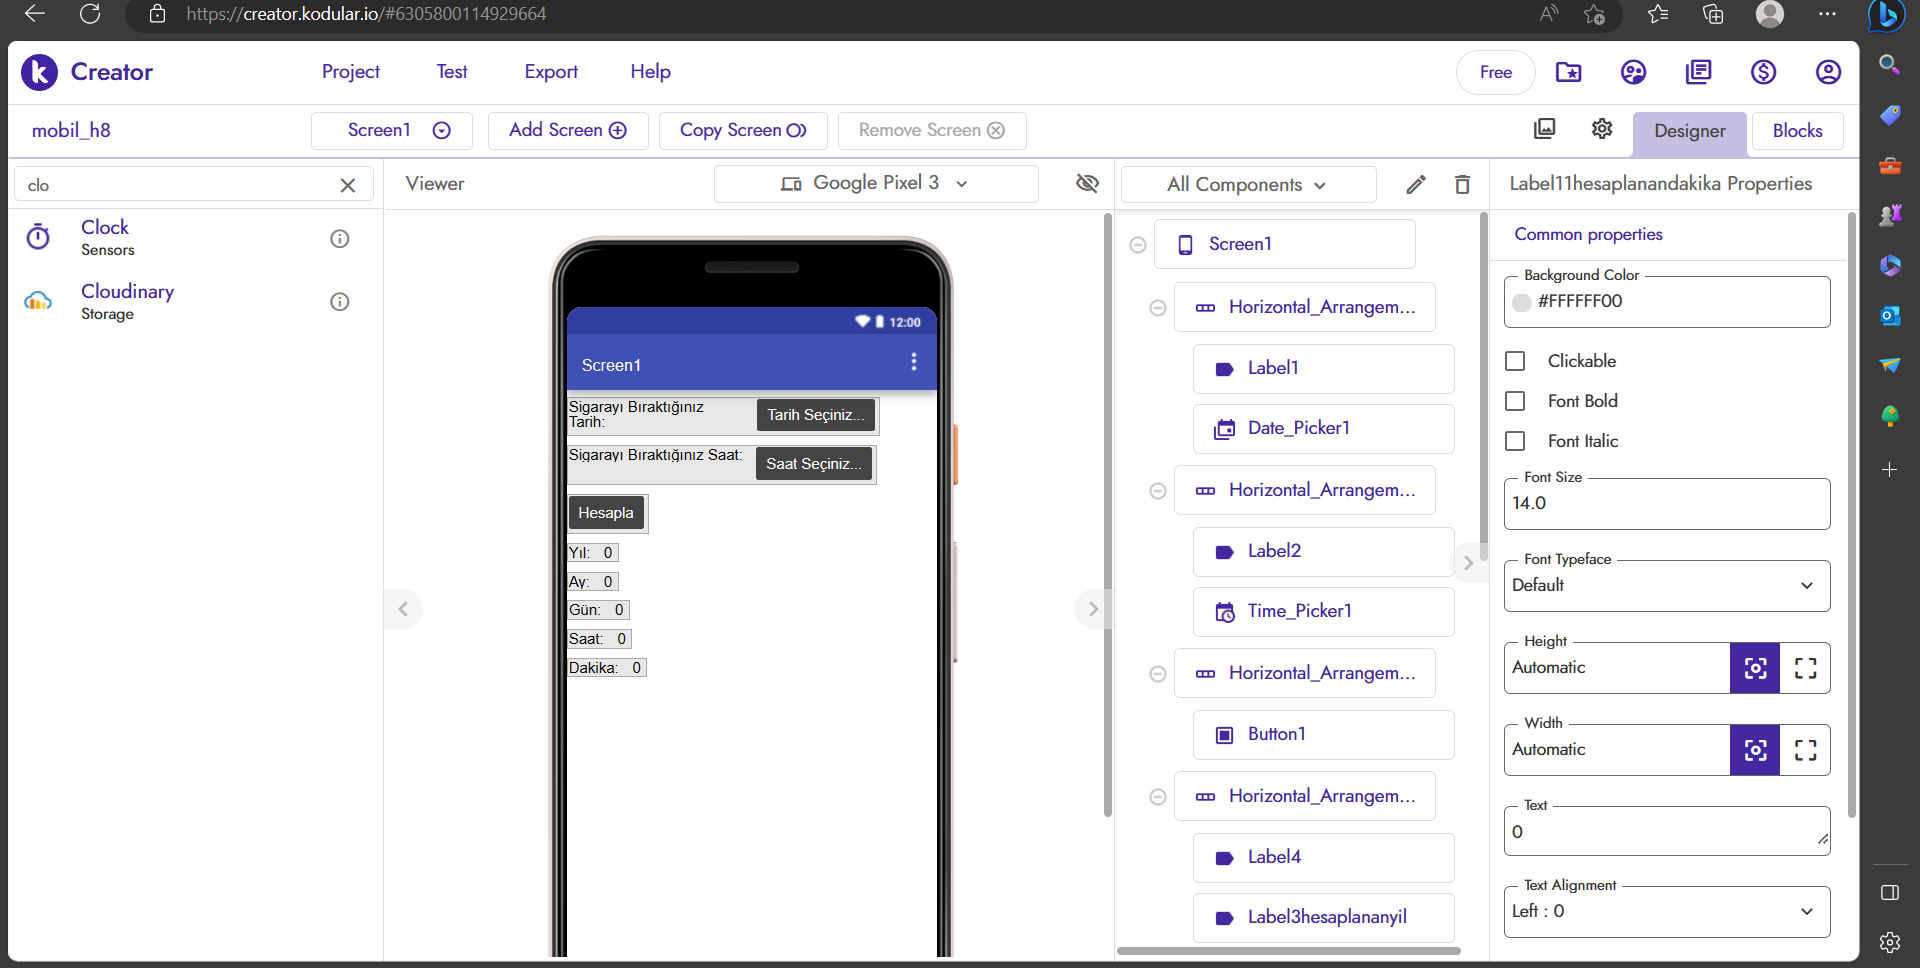 https://creator.kodular.io/#6305800114929664
Creator
Project
Test
Export
Help
Free
mobil_h8
Screen1
Add Screen
Copy Screen
Remove Screen
Designer
Blocks
clo
Viewer
Google Pixel 3
All Components
Label11hesaplanandakika Properties
Clock
Sensors
Cloudinary
Storage
12:00
Screen1
Sigarayı Bıraktığınız
Tarih:
Tarih Seçiniz...
Sigarayı Bıraktığınız Saat:
Saat Seçiniz...
Hesapla
Yıl: 0
Ay: 0
Gün: 0
Saat: 0
Dakika: 0
Screen1
Horizontal_Arrangem...
Label1
Date_Picker1
Horizontal_Arrangem...
Label2
Time_Picker1
Horizontal_Arrangem...
Button1
Horizontal_Arrangem...
Label4
Label3hesaplananyil
Common properties
Background Color
#FFFFFF00
Clickable
Font Bold
Font Italic
Font Size
14.0
Font Typeface
Default
Height
Automatic
Width
Automatic
Text
0
Text Alignment
Left : 0